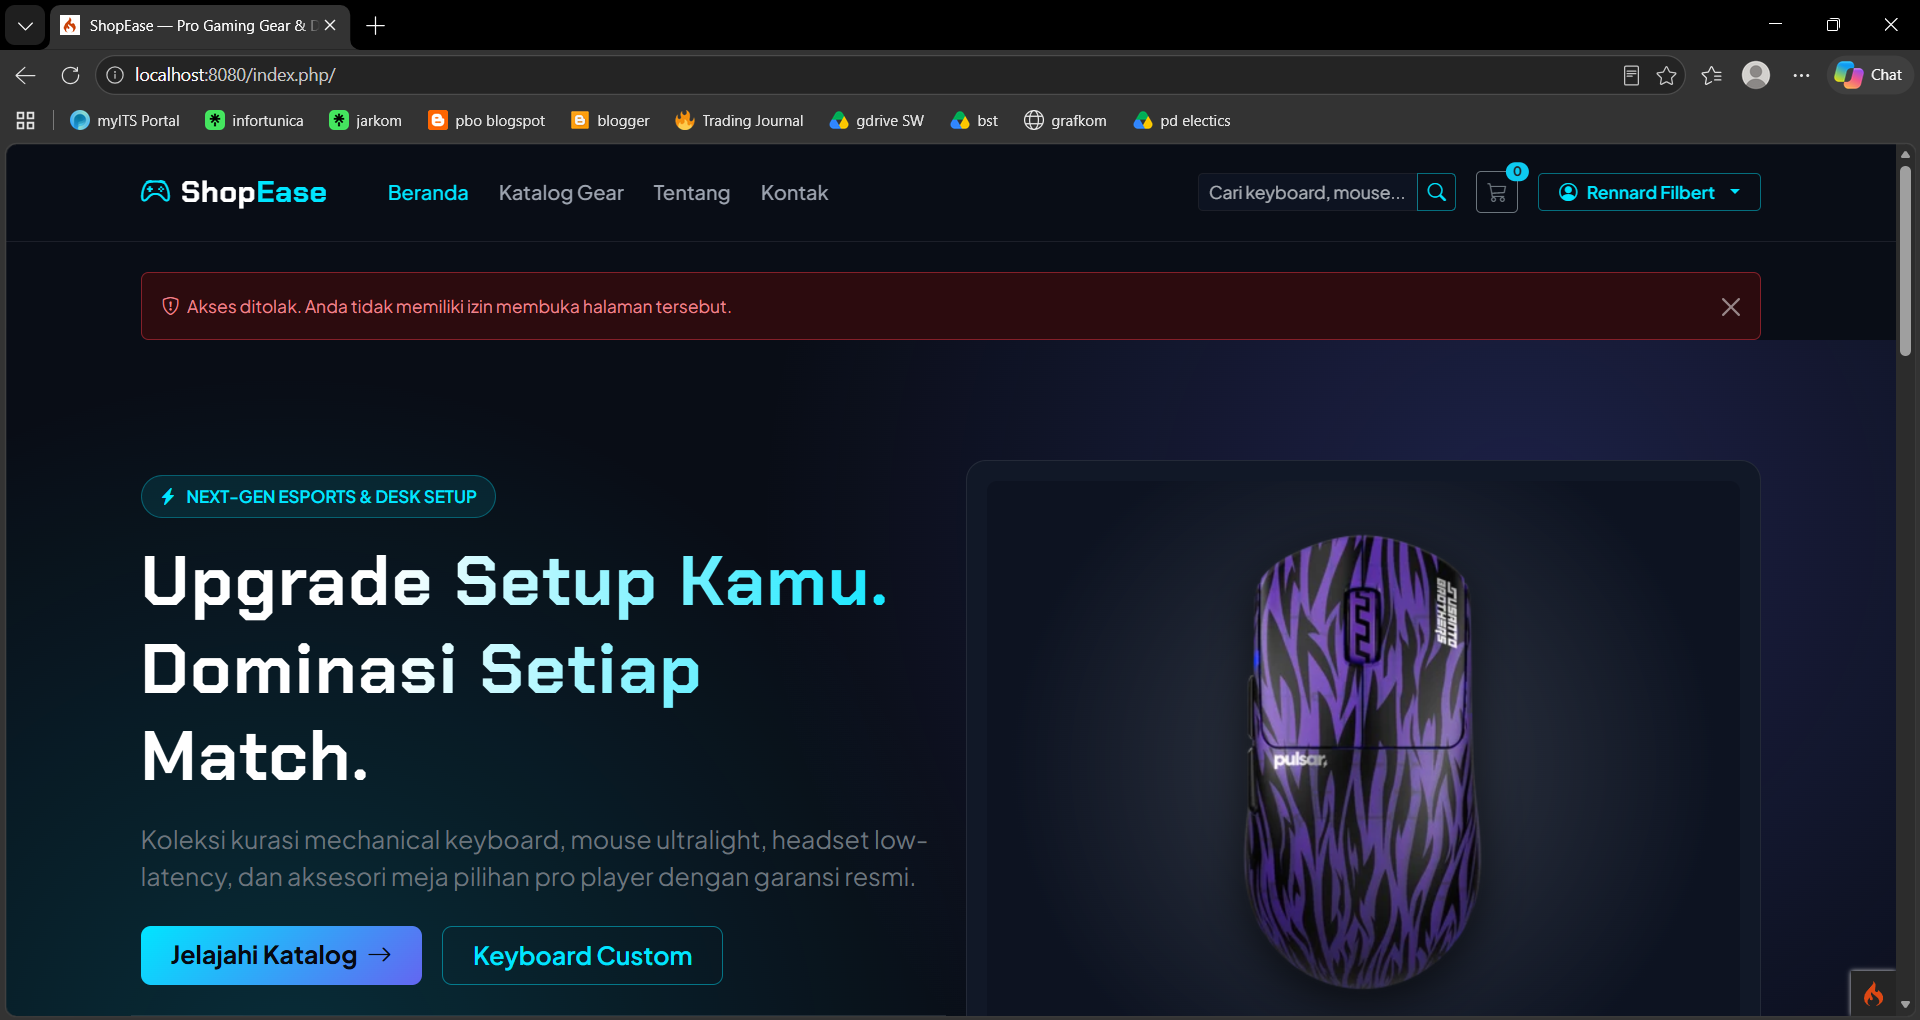 ShopEase — Pro Gaming Gear & D
localhost:8080/index.php/
Chat
myITS Portal
infortunica
jarkom
pbo blogspot
blogger
Trading Journal
gdrive SW
bst
grafkom
pd electics
ShopEase
Beranda
Katalog Gear
Tentang
Kontak
Cari keyboard, mouse...
0
Rennard Filbert
Akses ditolak. Anda tidak memiliki izin membuka halaman tersebut.
NEXT-GEN ESPORTS & DESK SETUP
Upgrade Setup Kamu.
Dominasi Setiap
Match.
Koleksi kurasi mechanical keyboard, mouse ultralight, headset low-
latency, dan aksesori meja pilihan pro player dengan garansi resmi.
Jelajahi Katalog →
Keyboard Custom
SUSANTO
BROTHERS
pulsar